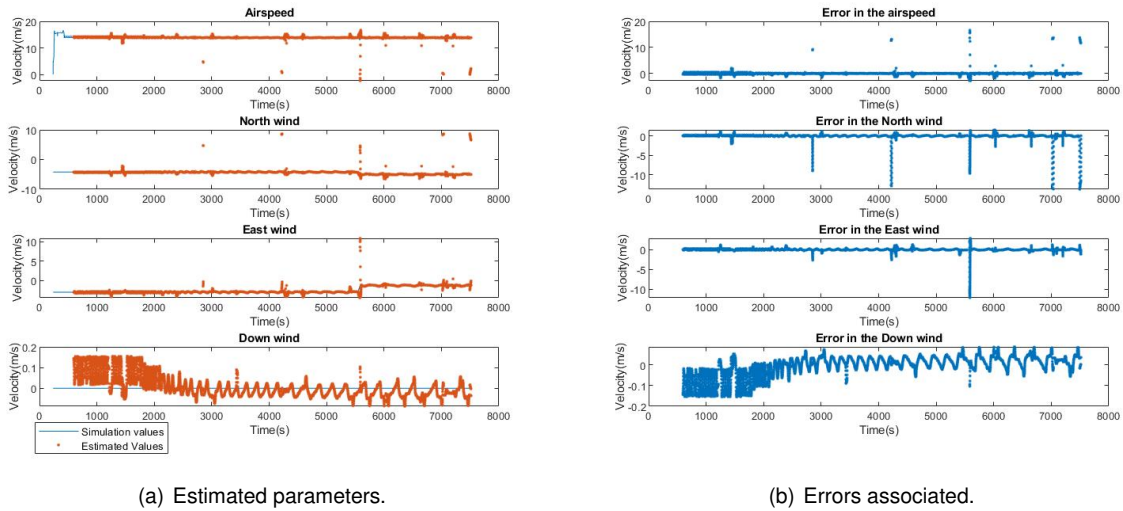 Airspeed
Velocity(m/s)
20
10
0
0 1000 2000 3000 4000 5000 6000 7000 8000
Time(s)
North wind
Velocity(m/s)
10
0
-10
0 1000 2000 3000 4000 5000 6000 7000 8000
Time(s)
East wind
Velocity(m/s)
10
5
0
0 1000 2000 3000 4000 5000 6000 7000 8000
Time(s)
Down wind
Velocity(m/s)
0.2
0.1
0
0 1000 2000 3000 4000 5000 6000 7000 8000
Time(s)
Simulation values
Estimated Values
(a) Estimated parameters.
Error in the airspeed
Velocity(m/s)
20
10
0
0 1000 2000 3000 4000 5000 6000 7000 8000
Time(s)
Error in the North wind
Velocity(m/s)
0
-5
-10
0 1000 2000 3000 4000 5000 6000 7000 8000
Time(s)
Error in the East wind
Velocity(m/s)
0
-5
-10
0 1000 2000 3000 4000 5000 6000 7000 8000
Time(s)
Error in the Down wind
Velocity(m/s)
0
-0.1
-0.2
0 1000 2000 3000 4000 5000 6000 7000 8000
Time(s)
(b) Errors associated.